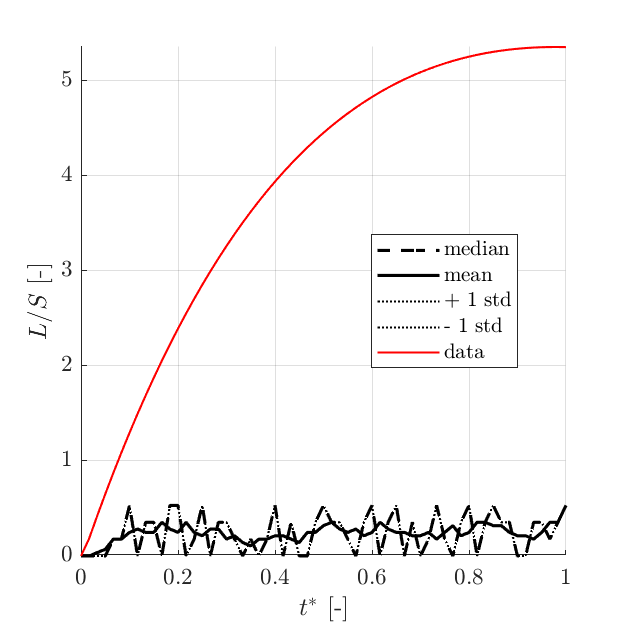 5
4
3
2
1
0
L/S [-]
median
mean
+ 1 std
- 1 std
data
0
0.2
0.4
0.6
0.8
1
t* [-]